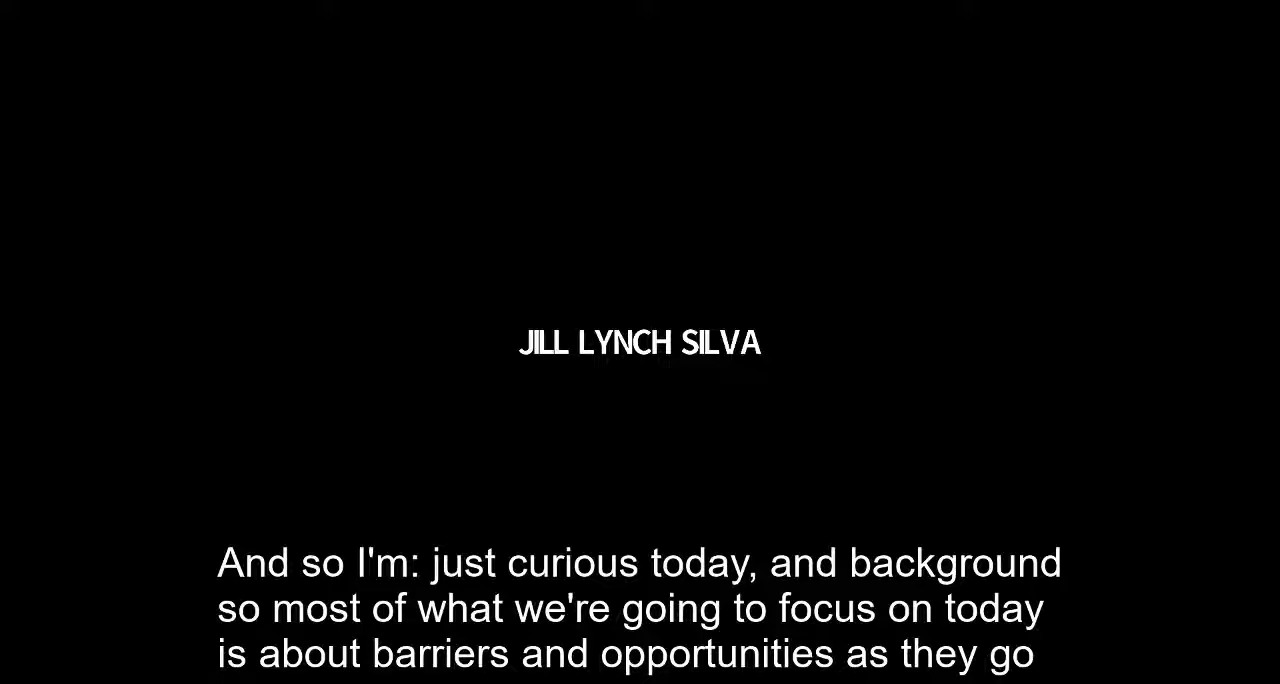 JILL LYNCH SILVA
And so I'm: just curious today, and background
so most of what we're going to focus on today
is about barriers and opportunities as they go